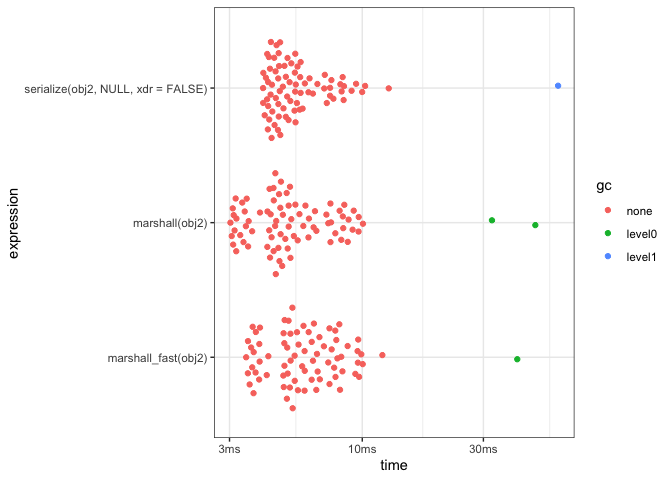 expression
serialize(obj2, NULL, xdr = FALSE)
marshall(obj2)
marshall_fast(obj2)
3ms
10ms
30ms
time
gc
none
level0
level1